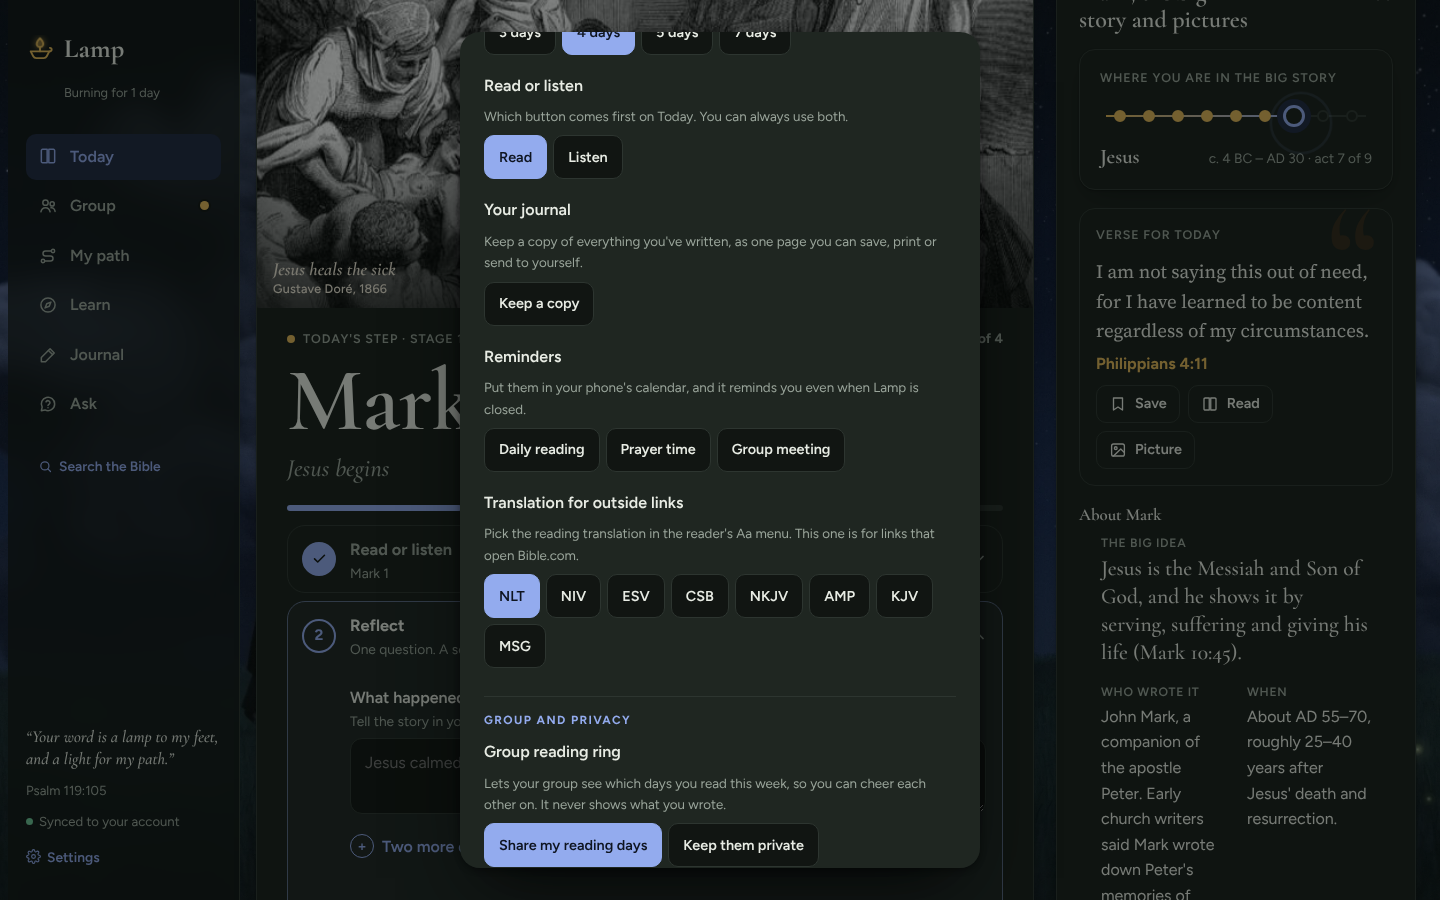 Lamp
Burning for 1 day
Today
Group
My path
Learn
Journal
Ask
Search the Bible
“Your word is a lamp to my feet,
and a light for my path.”
Psalm 119:105
Synced to your account
Settings
Jesus heals the sick
Gustave Doré, 1866
TODAY'S STEP · STAGE
of 4
Mark
Jesus begins
Read or listen
Mark 1
2
Reflect
One question. A
What happened
Tell the story in
Jesus calmed
+ Two more
3 days
4 days
5 days
7 days
Read or listen
Which button comes first on Today. You can always use both.
Read
Listen
Your journal
Keep a copy of everything you've written, as one page you can save, print or
send to yourself.
Keep a copy
Reminders
Put them in your phone's calendar, and it reminds you even when Lamp is
closed.
Daily reading
Prayer time
Group meeting
Translation for outside links
Pick the reading translation in the reader's Aa menu. This one is for links that
open Bible.com.
NLT
NIV
ESV
CSB
NKJV
AMP
KJV
MSG
GROUP AND PRIVACY
Group reading ring
Lets your group see which days you read this week, so you can cheer each
other on. It never shows what you wrote.
Share my reading days
Keep them private
story and pictures
WHERE YOU ARE IN THE BIG STORY
Jesus
c. 4 BC – AD 30 · act 7 of 9
VERSE FOR TODAY
I am not saying this out of need,
for I have learned to be content
regardless of my circumstances.
Philippians 4:11
Save
Read
Picture
About Mark
THE BIG IDEA
Jesus is the Messiah and Son of
God, and he shows it by
serving, suffering and giving his
life (Mark 10:45).
WHO WROTE IT
John Mark, a
companion of
the apostle
Peter. Early
church writers
said Mark wrote
down Peter's
memories of
WHEN
About AD 55–70,
roughly 25–40
years after
Jesus' death and
resurrection.